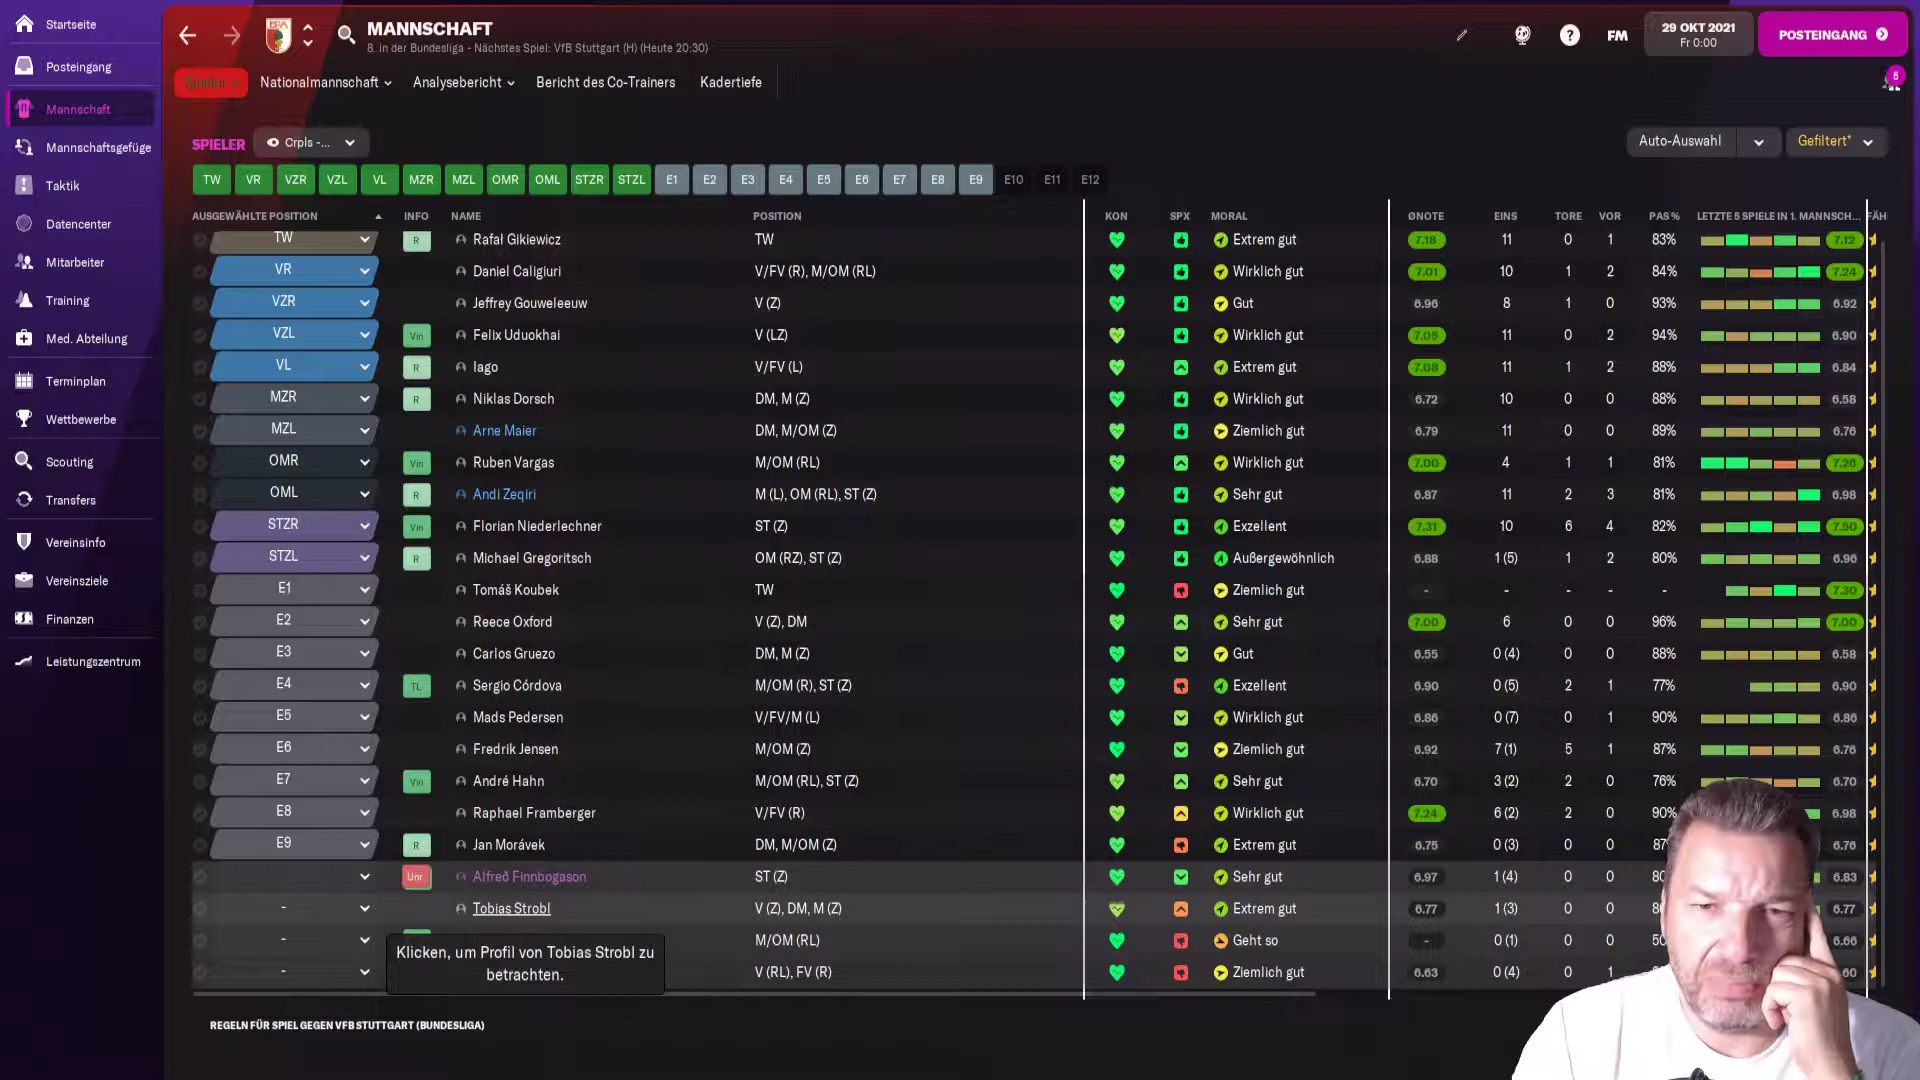 Startseite
Posteingang
Mannschaft
Mannschaftsgefüge
Taktik
Datencenter
Mitarbeiter
Training
Med. Abteilung
Terminplan
Wettbewerbe
Scouting
Transfers
Vereinsinfo
Vereinsziele
Finanzen
Leistungszentrum
MANNSCHAFT
8. in der Bundesliga - Nächstes Spiel: VfB Stuttgart (H) (Heute 20:30)
? FM
29 OKT 2021
Fr 0:00
POSTEINGANG
Spieler Nationalmannschaft Analysebericht Bericht des Co-Trainers Kadertiefe
5
SPIELER Crpls -...
Auto-Auswahl Gefiltert*
TW VR VZR VZL VL MZR MZL OMR OML STZR STZL E1 E2 E3 E4 E5 E6 E7 E8 E9 E10 E11 E12
AUSGEWÄHLTE POSITION INFO NAME POSITION KON SPX MORAL ØNOTE EINS TORE VOR PAS % LETZTE 5 SPIELE IN 1. MANNSCH... FÄH
TW R Rafał Gikiewicz TW Extrem gut 7.18 11 0 1 83% 7.12
VR Daniel Caligiuri V/FV (R), M/OM (RL) Wirklich gut 7.01 10 1 2 84% 7.24
VZR Jeffrey Gouweleeuw V (Z) Gut 6.96 8 1 0 93% 6.92
VZL Vin Felix Uduokhai V (LZ) Wirklich gut 7.05 11 0 2 94% 6.90
VL R Iago V/FV (L) Extrem gut 7.08 11 1 2 88% 6.84
MZR R Niklas Dorsch DM, M (Z) Wirklich gut 6.72 10 0 0 88% 6.58
MZL Arne Maier DM, M/OM (Z) Ziemlich gut 6.79 11 0 0 89% 6.76
OMR Vin Ruben Vargas M/OM (RL) Wirklich gut 7.00 4 1 1 81% 7.26
OML R Andi Zeqiri M (L), OM (RL), ST (Z) Sehr gut 6.87 11 2 3 81% 6.98
STZR Vin Florian Niederlechner ST (Z) Exzellent 7.31 10 6 4 82% 7.50
STZL R Michael Gregoritsch OM (RZ), ST (Z) Außergewöhnlich 6.88 1 (5) 1 2 80% 6.96
E1 Tomáš Koubek TW Ziemlich gut - - - - - 7.30
E2 Reece Oxford V (Z), DM Sehr gut 7.00 6 0 0 96% 7.00
E3 Carlos Gruezo DM, M (Z) Gut 6.55 0 (4) 0 0 88% 6.58
E4 TL Sergio Córdova M/OM (R), ST (Z) Exzellent 6.90 0 (5) 2 1 77% 6.90
E5 Mads Pedersen V/FV/M (L) Wirklich gut 6.86 0 (7) 0 1 90% 6.86
E6 Fredrik Jensen M/OM (Z) Ziemlich gut 6.92 7 (1) 5 1 87% 6.76
E7 Vin André Hahn M/OM (RL), ST (Z) Sehr gut 6.70 3 (2) 2 0 76% 6.70
E8 Raphael Framberger V/FV (R) Wirklich gut 7.24 6 (2) 2 0 90% 6.98
E9 R Jan Morávek DM, M/OM (Z) Extrem gut 6.75 0 (3) 0 0 6.76
Unr Alfreð Finnbogason ST (Z) Sehr gut 6.97 1 (4) 0 0 6.83
- Tobias Strobl V (Z), DM, M (Z) Extrem gut 6.77 1 (3) 0 0 6.77
- M/OM (RL) Geht so - 0 (1) 0 0 6.66
- V (RL), FV (R) Ziemlich gut 6.63 0 (4) 0 1
Klicken, um Profil von Tobias Strobl zu
betrachten.
REGELN FÜR SPIEL GEGEN VFB STUTTGART (BUNDESLIGA)